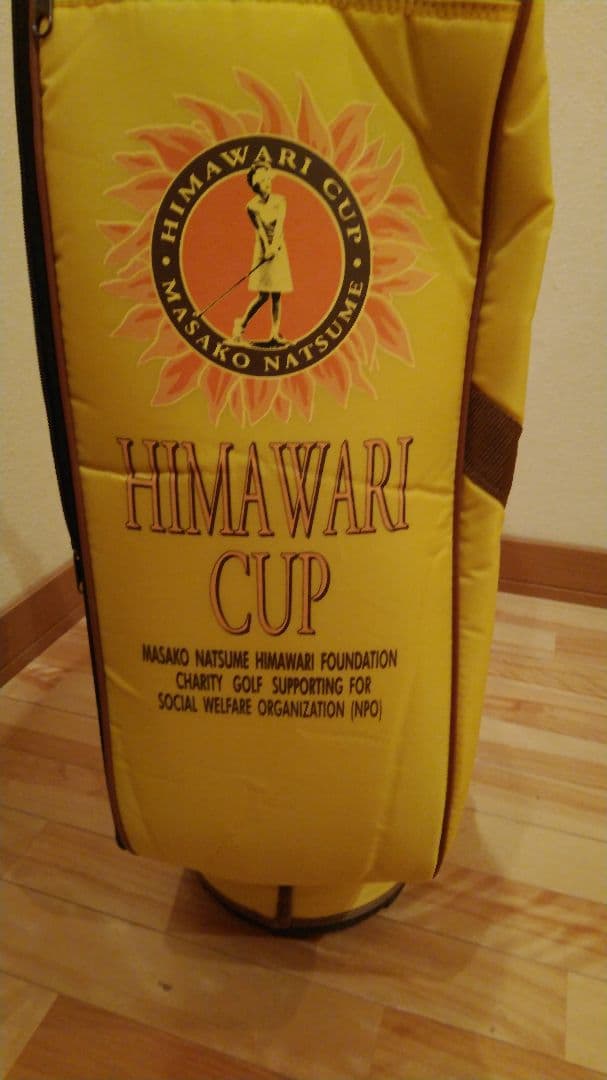 • HIMAWARI CUP •
MASAKO NATSUME
HIMAWARI
CUP
MASAKO NATSUME HIMAWARI FOUNDATION
CHARITY GOLF SUPPORTING FOR
SOCIAL WELFARE ORGANIZATION (NPO)